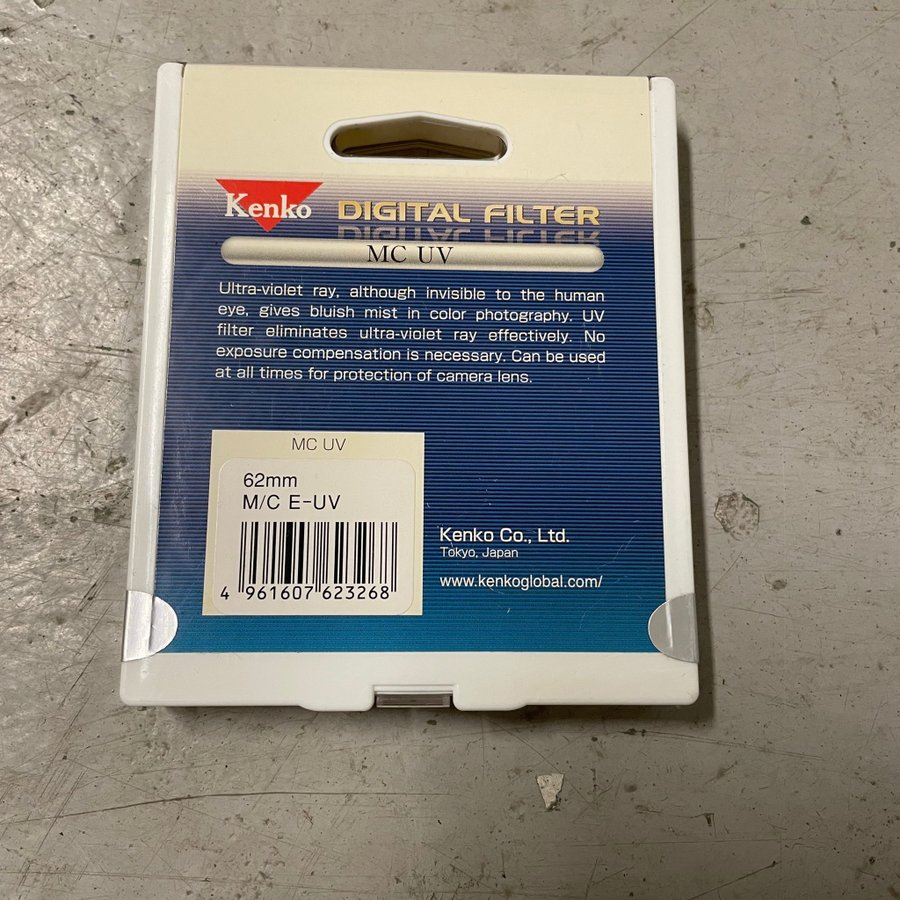 Kenko DIGITAL FILTER
MC UV
Ultra-violet ray, although invisible to the human
eye, gives bluish mist in color photography. UV
filter eliminates ultra-violet ray effectively. No
exposure compensation is necessary. Can be used
at all times for protection of camera lens.
MC UV
62mm
M/C E-UV
4 961607 623268
Kenko Co., Ltd.
Tokyo, Japan
www.kenkoglobal.com/